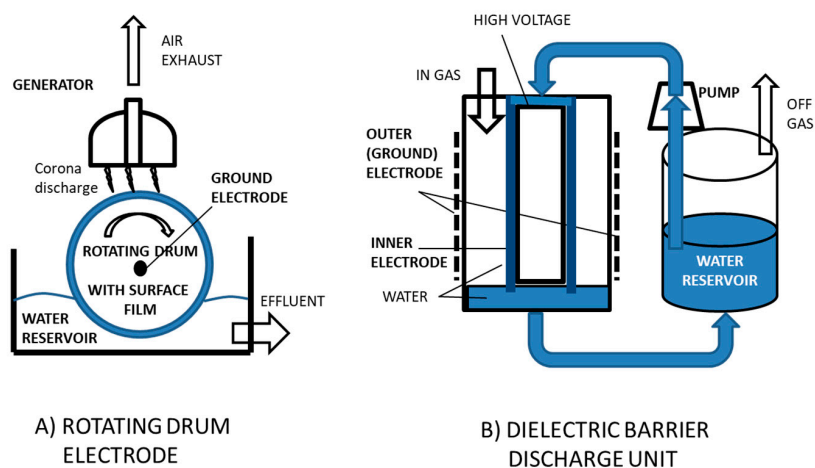 AIR
EXHAUST
GENERATOR
Corona
discharge
GROUND
ELECTRODE
ROTATING DRUM
WITH SURFACE
FILM
WATER
RESERVOIR
EFFLUENT
A) ROTATING DRUM
ELECTRODE
HIGH VOLTAGE
IN GAS
PUMP
OFF
GAS
OUTER
(GROUND)
ELECTRODE
INNER
ELECTRODE
WATER
WATER
RESERVOIR
B) DIELECTRIC BARRIER
DISCHARGE UNIT